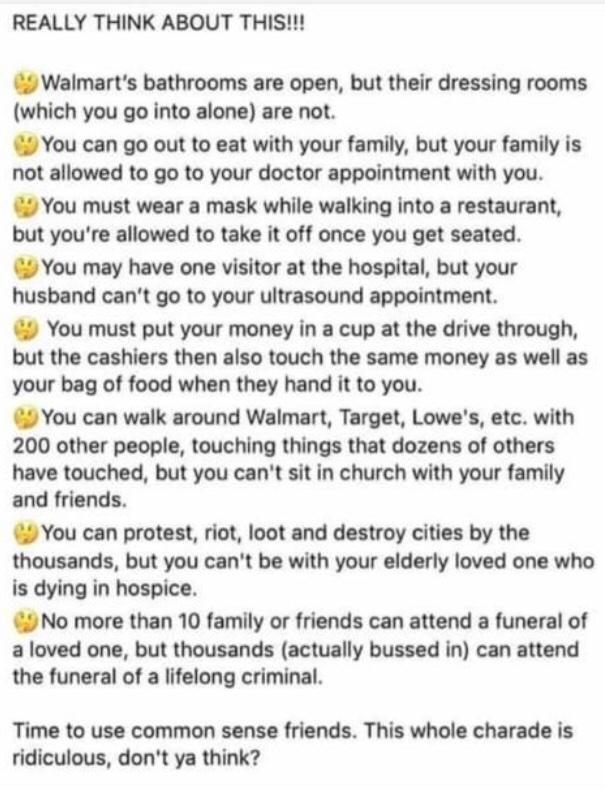 REALLY THINK ABOUT THIS!!!
🤔Walmart's bathrooms are open, but their dressing rooms
(which you go into alone) are not.
🤔You can go out to eat with your family, but your family is
not allowed to go to your doctor appointment with you.
🤔You must wear a mask while walking into a restaurant,
but you're allowed to take it off once you get seated.
🤔You may have one visitor at the hospital, but your
husband can't go to your ultrasound appointment.
🤔 You must put your money in a cup at the drive through,
but the cashiers then also touch the same money as well as
your bag of food when they hand it to you.
🤔You can walk around Walmart, Target, Lowe's, etc. with
200 other people, touching things that dozens of others
have touched, but you can't sit in church with your family
and friends.
🤔You can protest, riot, loot and destroy cities by the
thousands, but you can't be with your elderly loved one who
is dying in hospice.
🤔No more than 10 family or friends can attend a funeral of
a loved one, but thousands (actually bussed in) can attend
the funeral of a lifelong criminal.
Time to use common sense friends. This whole charade is
ridiculous, don't ya think?